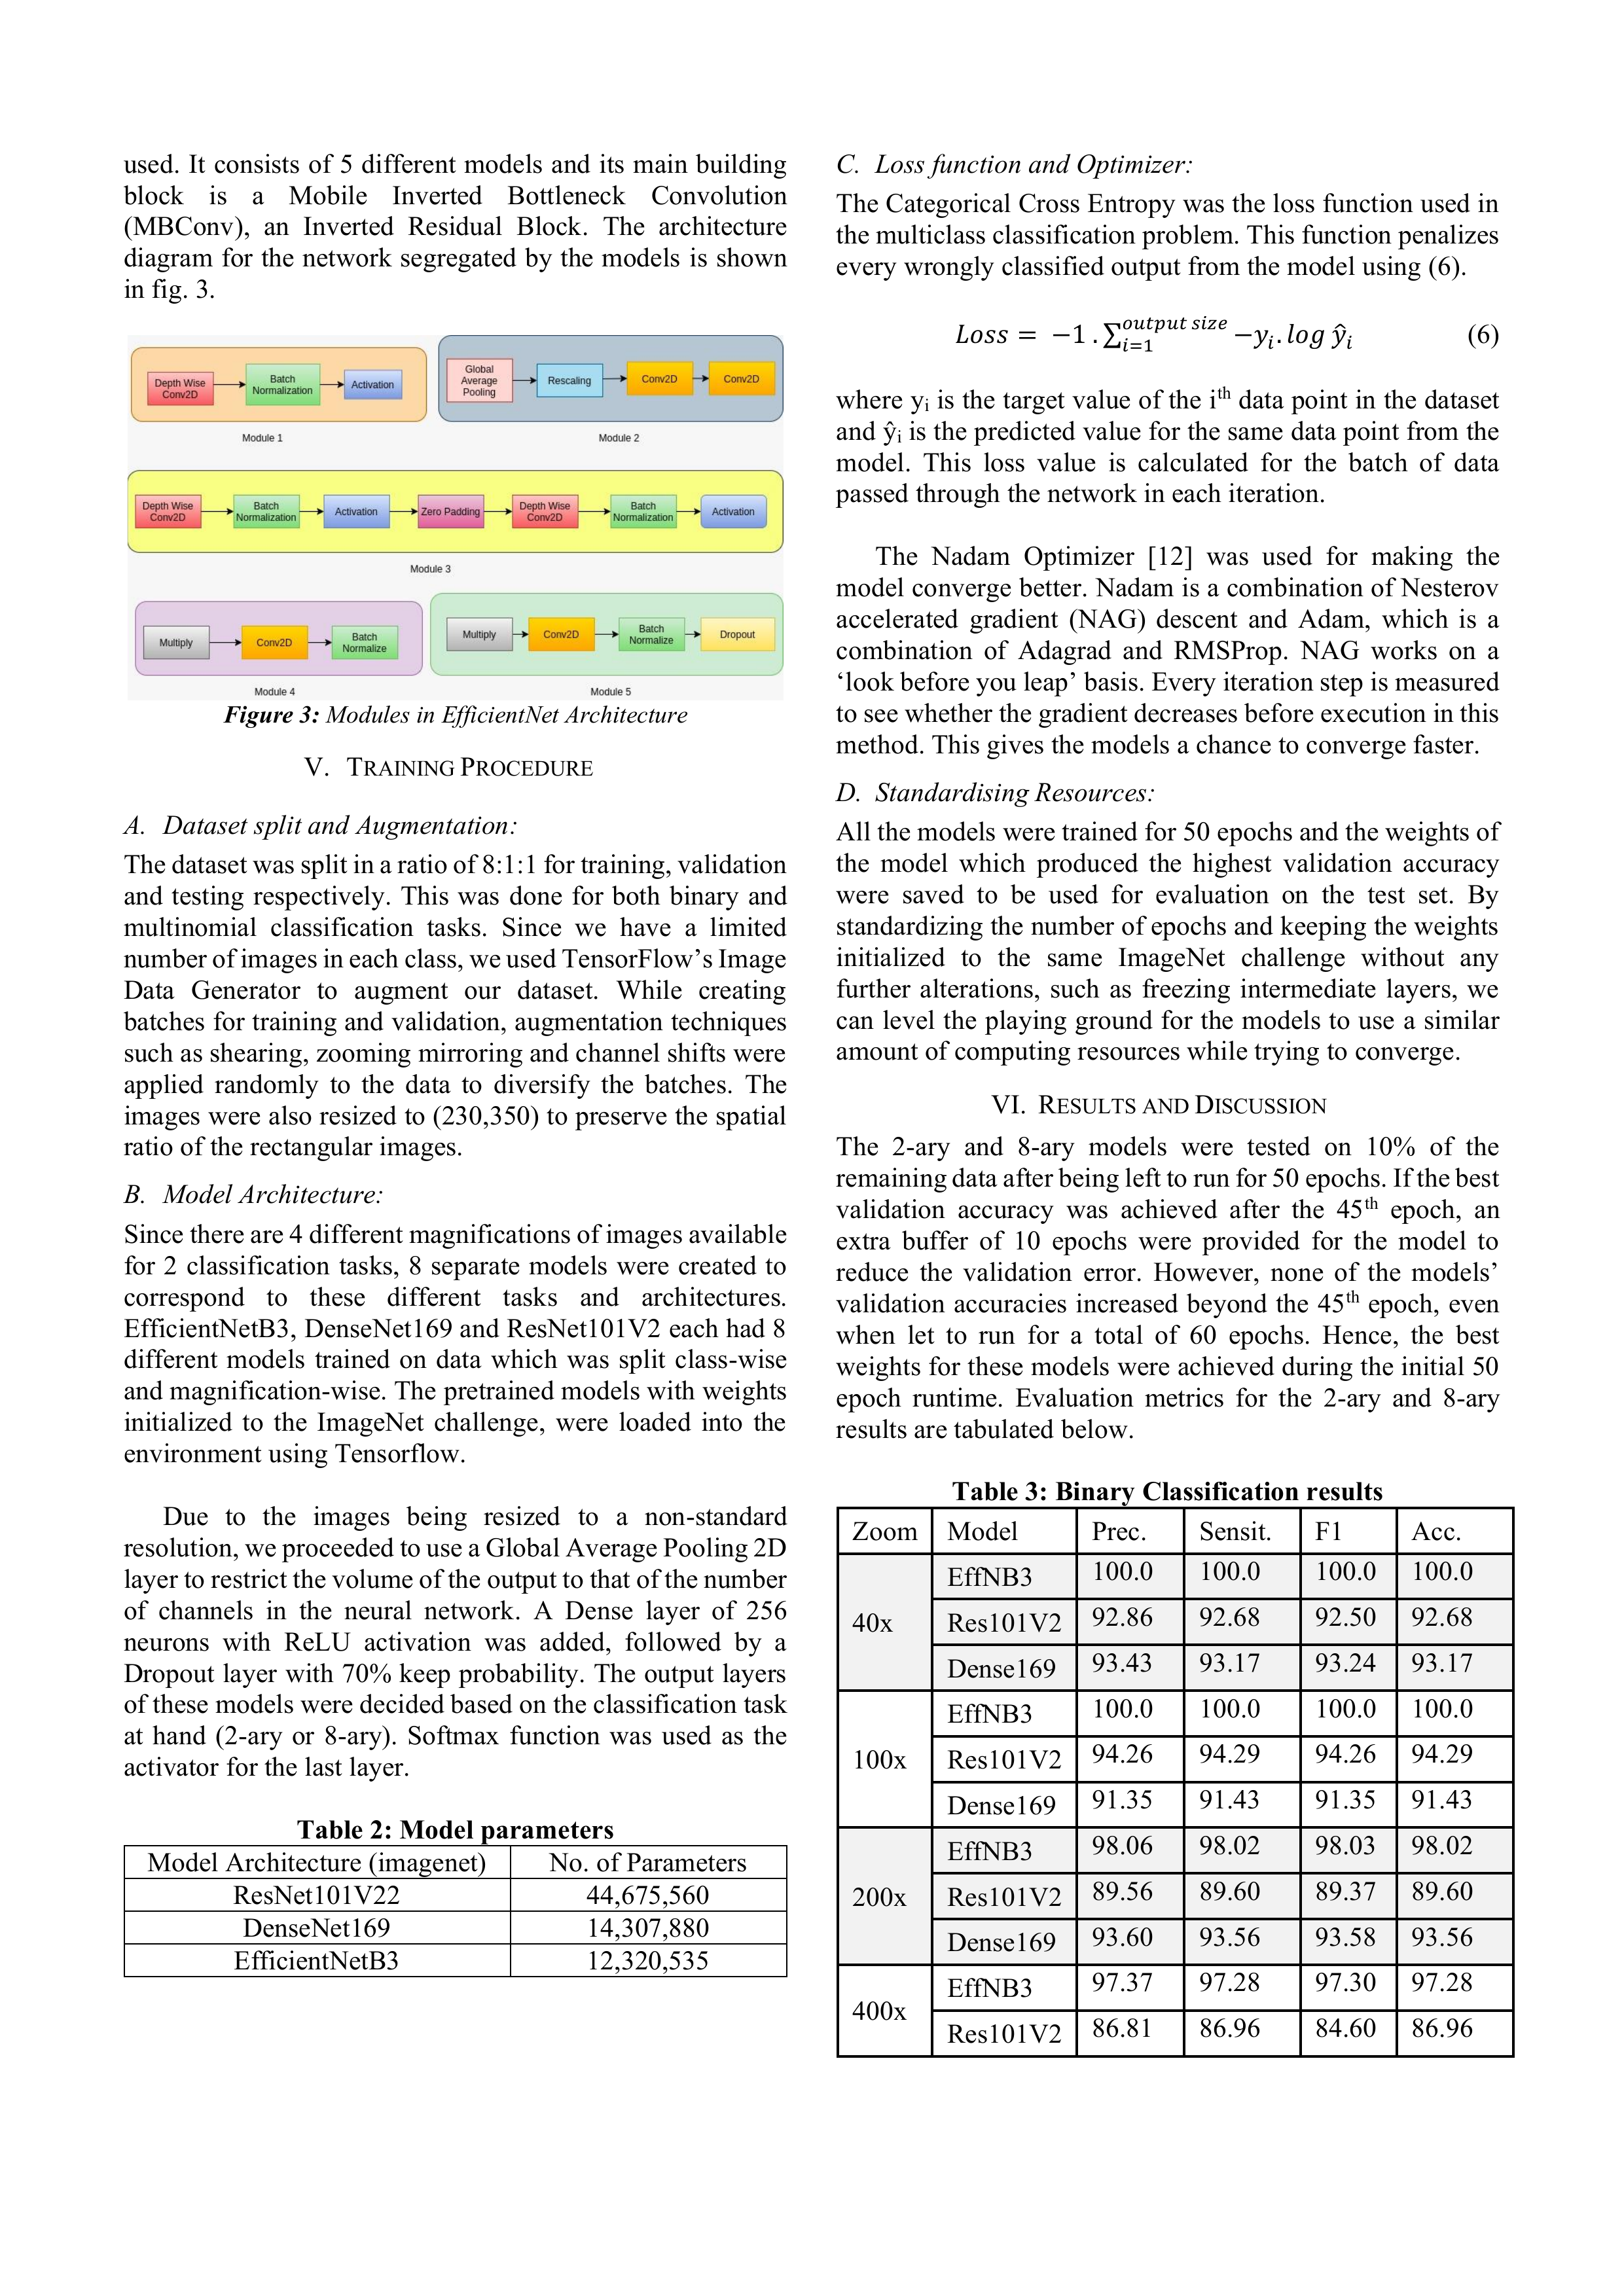 used. It consists of 5 different models and its main building
block is a Mobile Inverted Bottleneck Convolution
(MBConv), an Inverted Residual Block. The architecture
diagram for the network segregated by the models is shown
in fig. 3.
Depth Wise Conv2D
Batch Normalization
Activation
Module 1
Global Average Pooling
Rescaling
Conv2D
Conv2D
Module 2
Depth Wise Conv2D
Batch Normalization
Activation
Zero Padding
Depth Wise Conv2D
Batch Normalization
Activation
Module 3
Multiply
Conv2D
Batch Normalize
Module 4
Multiply
Conv2D
Batch Normalize
Dropout
Module 5
Figure 3: Modules in EfficientNet Architecture
V. TRAINING PROCEDURE
A. Dataset split and Augmentation:
The dataset was split in a ratio of 8:1:1 for training, validation
and testing respectively. This was done for both binary and
multinomial classification tasks. Since we have a limited
number of images in each class, we used TensorFlow’s Image
Data Generator to augment our dataset. While creating
batches for training and validation, augmentation techniques
such as shearing, zooming mirroring and channel shifts were
applied randomly to the data to diversify the batches. The
images were also resized to (230,350) to preserve the spatial
ratio of the rectangular images.
B. Model Architecture:
Since there are 4 different magnifications of images available
for 2 classification tasks, 8 separate models were created to
correspond to these different tasks and architectures.
EfficientNetB3, DenseNet169 and ResNet101V2 each had 8
different models trained on data which was split class-wise
and magnification-wise. The pretrained models with weights
initialized to the ImageNet challenge, were loaded into the
environment using Tensorflow.
Due to the images being resized to a non-standard
resolution, we proceeded to use a Global Average Pooling 2D
layer to restrict the volume of the output to that of the number
of channels in the neural network. A Dense layer of 256
neurons with ReLU activation was added, followed by a
Dropout layer with 70% keep probability. The output layers
of these models were decided based on the classification task
at hand (2-ary or 8-ary). Softmax function was used as the
activator for the last layer.
Table 2: Model parameters
Model Architecture (imagenet) No. of Parameters
ResNet101V22 44,675,560
DenseNet169 14,307,880
EfficientNetB3 12,320,535
C. Loss function and Optimizer:
The Categorical Cross Entropy was the loss function used in
the multiclass classification problem. This function penalizes
every wrongly classified output from the model using (6).
Loss = −1 . ∑_{i=1}^{output size} −y_i. log ŷ_i (6)
where y_i is the target value of the i^th data point in the dataset
and ŷ_i is the predicted value for the same data point from the
model. This loss value is calculated for the batch of data
passed through the network in each iteration.
The Nadam Optimizer [12] was used for making the
model converge better. Nadam is a combination of Nesterov
accelerated gradient (NAG) descent and Adam, which is a
combination of Adagrad and RMSProp. NAG works on a
‘look before you leap’ basis. Every iteration step is measured
to see whether the gradient decreases before execution in this
method. This gives the models a chance to converge faster.
D. Standardising Resources:
All the models were trained for 50 epochs and the weights of
the model which produced the highest validation accuracy
were saved to be used for evaluation on the test set. By
standardizing the number of epochs and keeping the weights
initialized to the same ImageNet challenge without any
further alterations, such as freezing intermediate layers, we
can level the playing ground for the models to use a similar
amount of computing resources while trying to converge.
VI. RESULTS AND DISCUSSION
The 2-ary and 8-ary models were tested on 10% of the
remaining data after being left to run for 50 epochs. If the best
validation accuracy was achieved after the 45th epoch, an
extra buffer of 10 epochs were provided for the model to
reduce the validation error. However, none of the models’
validation accuracies increased beyond the 45th epoch, even
when let to run for a total of 60 epochs. Hence, the best
weights for these models were achieved during the initial 50
epoch runtime. Evaluation metrics for the 2-ary and 8-ary
results are tabulated below.
Table 3: Binary Classification results
Zoom Model Prec. Sensit. F1 Acc.
40x EffNB3 100.0 100.0 100.0 100.0
Res101V2 92.86 92.68 92.50 92.68
Dense169 93.43 93.17 93.24 93.17
100x EffNB3 100.0 100.0 100.0 100.0
Res101V2 94.26 94.29 94.26 94.29
Dense169 91.35 91.43 91.35 91.43
200x EffNB3 98.06 98.02 98.03 98.02
Res101V2 89.56 89.60 89.37 89.60
Dense169 93.60 93.56 93.58 93.56
400x EffNB3 97.37 97.28 97.30 97.28
Res101V2 86.81 86.96 84.60 86.96